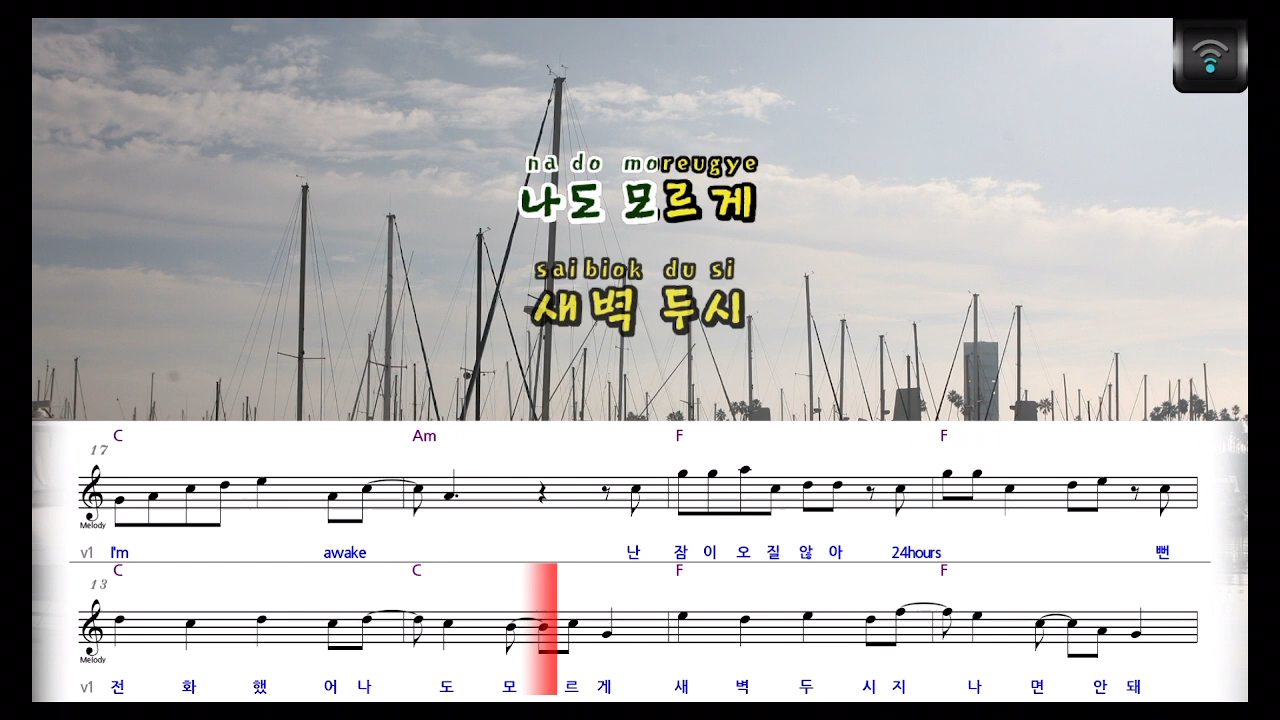 na do moreugye
나도 모르게
saibiok du si
새벽 두시
C Am F F
17
Melody
v1 I'm awake 난 잠 이 오 질 않 아 24hours 뻔
C C F F
13
Melody
v1 전 화 했 어 나 도 모 르 게 새 벽 두 시 지 나 면 안 돼